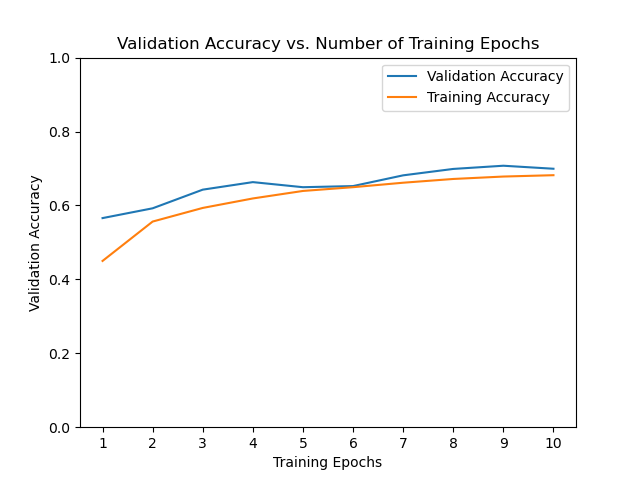 Validation Accuracy vs. Number of Training Epochs
1.0
0.8
0.6
0.4
0.2
0.0
Validation Accuracy
Validation Accuracy
Training Accuracy
1 2 3 4 5 6 7 8 9 10
Training Epochs